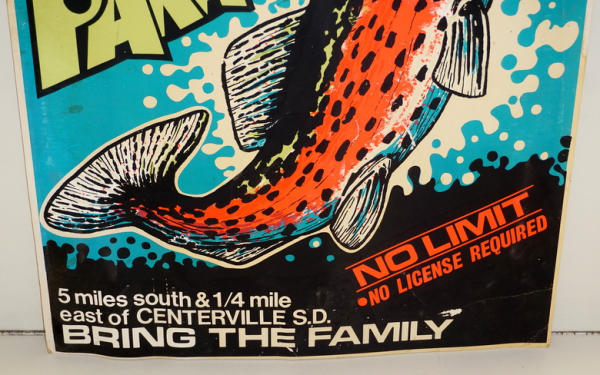 PARK
NO LIMIT
•NO LICENSE REQUIRED
5 miles south & 1/4 mile
east of CENTERVILLE S.D.
BRING THE FAMILY